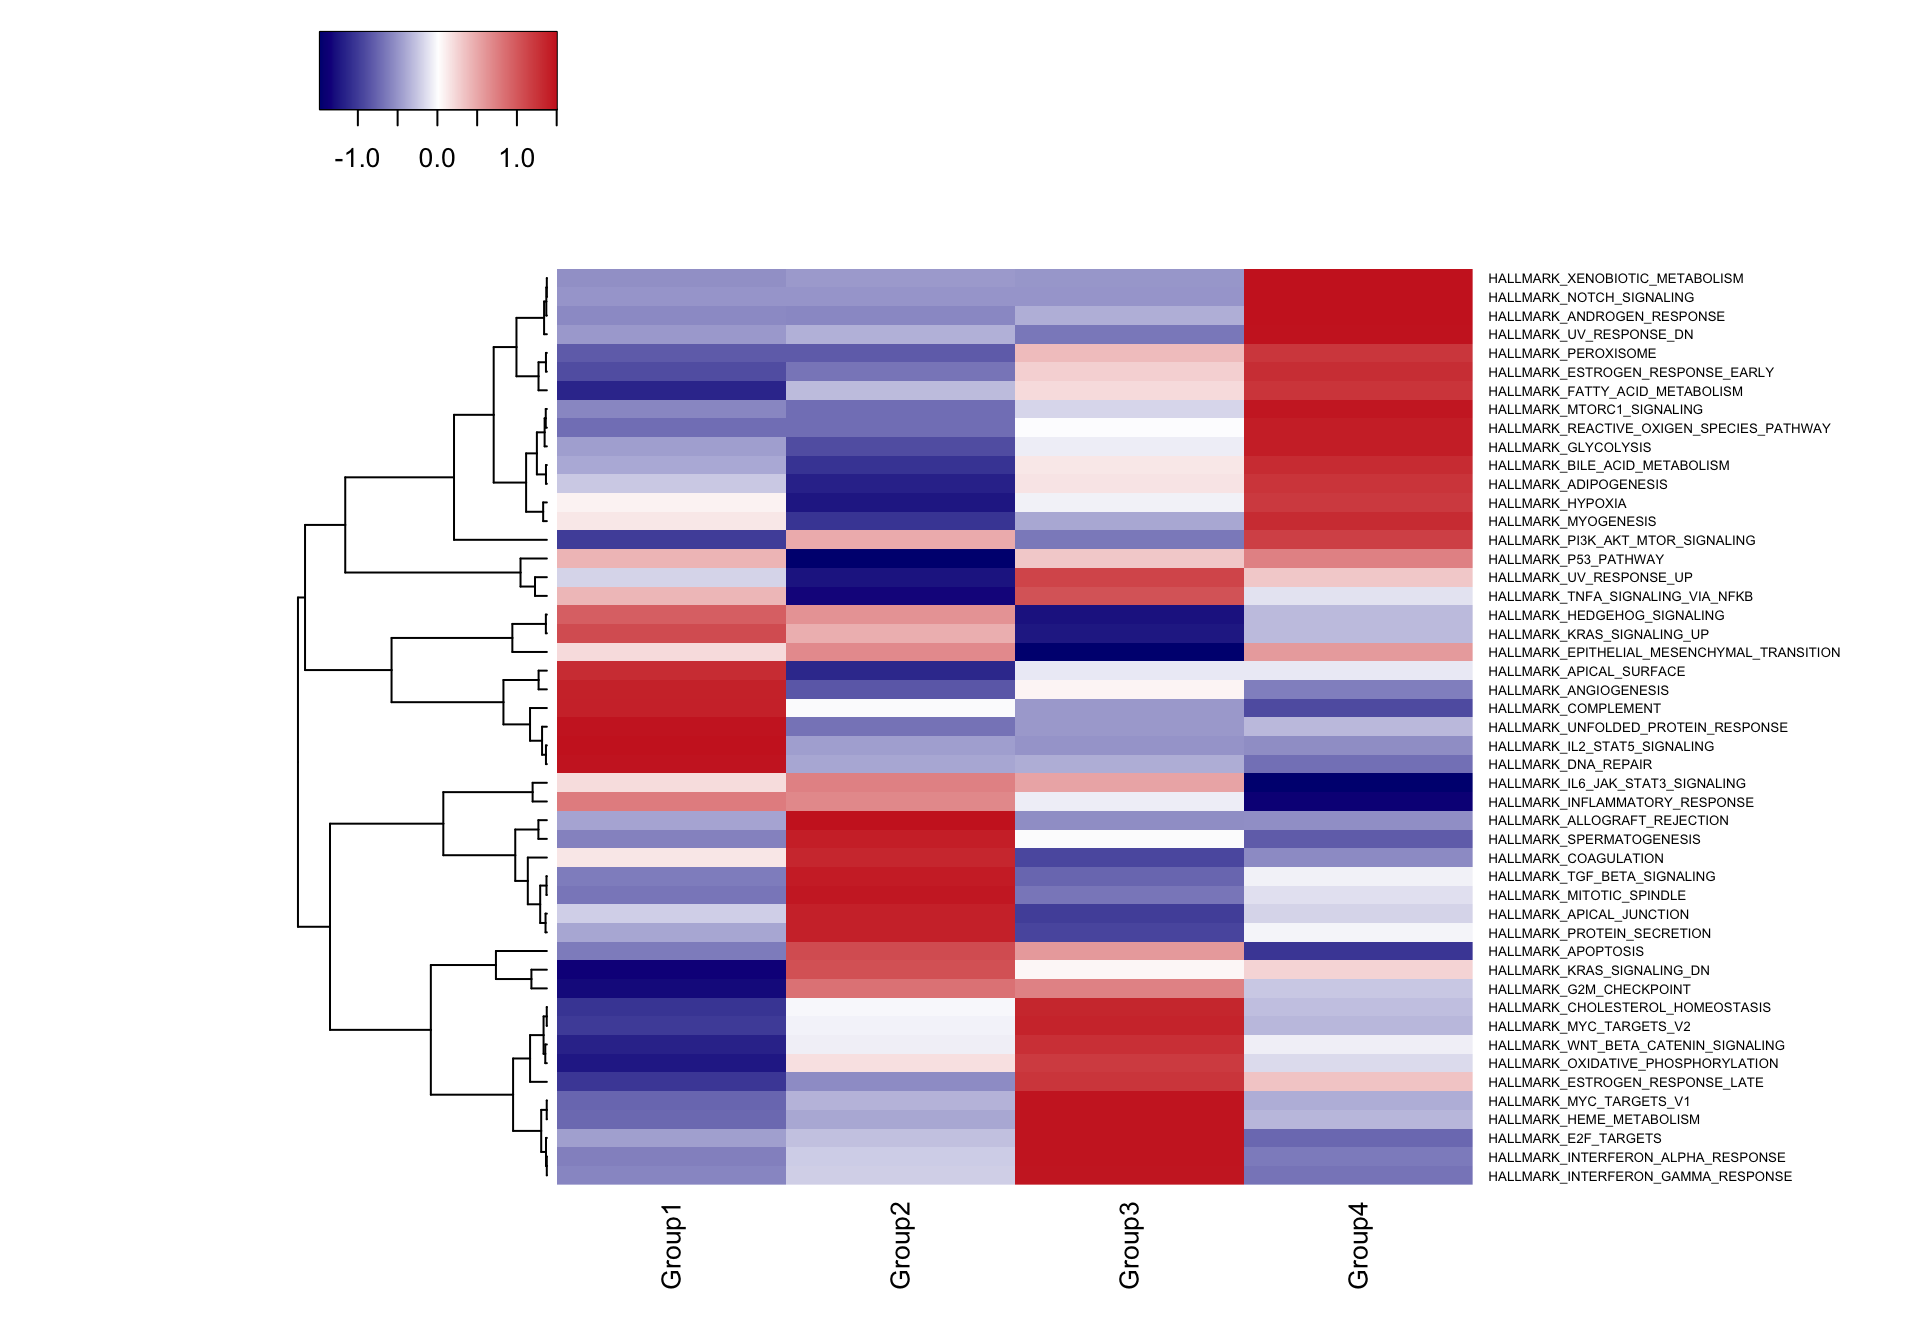 -1.0 0.0 1.0
HALLMARK_XENOBIOTIC_METABOLISM
HALLMARK_NOTCH_SIGNALING
HALLMARK_ANDROGEN_RESPONSE
HALLMARK_UV_RESPONSE_DN
HALLMARK_PEROXISOME
HALLMARK_ESTROGEN_RESPONSE_EARLY
HALLMARK_FATTY_ACID_METABOLISM
HALLMARK_MTORC1_SIGNALING
HALLMARK_REACTIVE_OXIGEN_SPECIES_PATHWAY
HALLMARK_GLYCOLYSIS
HALLMARK_BILE_ACID_METABOLISM
HALLMARK_ADIPOGENESIS
HALLMARK_HYPOXIA
HALLMARK_MYOGENESIS
HALLMARK_PI3K_AKT_MTOR_SIGNALING
HALLMARK_P53_PATHWAY
HALLMARK_UV_RESPONSE_UP
HALLMARK_TNFA_SIGNALING_VIA_NFKB
HALLMARK_HEDGEHOG_SIGNALING
HALLMARK_KRAS_SIGNALING_UP
HALLMARK_EPITHELIAL_MESENCHYMAL_TRANSITION
HALLMARK_APICAL_SURFACE
HALLMARK_ANGIOGENESIS
HALLMARK_COMPLEMENT
HALLMARK_UNFOLDED_PROTEIN_RESPONSE
HALLMARK_IL2_STAT5_SIGNALING
HALLMARK_DNA_REPAIR
HALLMARK_IL6_JAK_STAT3_SIGNALING
HALLMARK_INFLAMMATORY_RESPONSE
HALLMARK_ALLOGRAFT_REJECTION
HALLMARK_SPERMATOGENESIS
HALLMARK_COAGULATION
HALLMARK_TGF_BETA_SIGNALING
HALLMARK_MITOTIC_SPINDLE
HALLMARK_APICAL_JUNCTION
HALLMARK_PROTEIN_SECRETION
HALLMARK_APOPTOSIS
HALLMARK_KRAS_SIGNALING_DN
HALLMARK_G2M_CHECKPOINT
HALLMARK_CHOLESTEROL_HOMEOSTASIS
HALLMARK_MYC_TARGETS_V2
HALLMARK_WNT_BETA_CATENIN_SIGNALING
HALLMARK_OXIDATIVE_PHOSPHORYLATION
HALLMARK_ESTROGEN_RESPONSE_LATE
HALLMARK_MYC_TARGETS_V1
HALLMARK_HEME_METABOLISM
HALLMARK_E2F_TARGETS
HALLMARK_INTERFERON_ALPHA_RESPONSE
HALLMARK_INTERFERON_GAMMA_RESPONSE
Group1
Group2
Group3
Group4